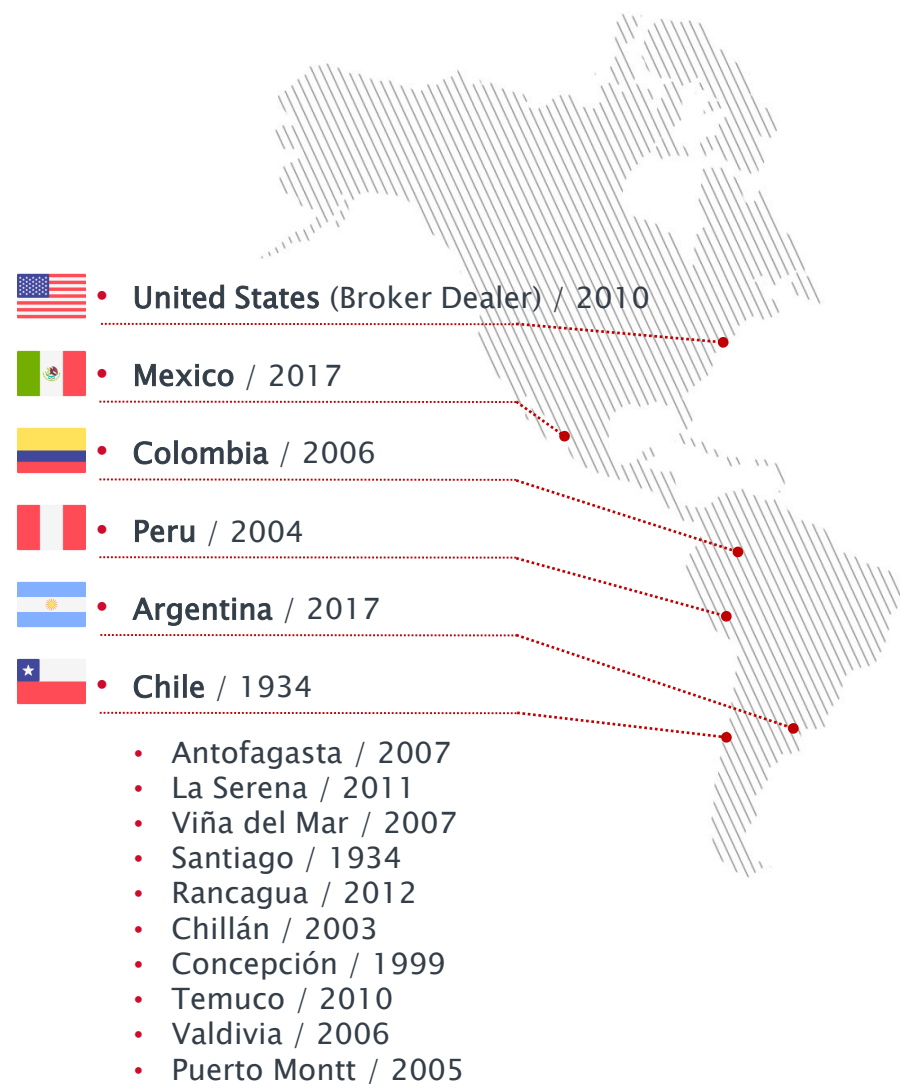 • United States (Broker Dealer) / 2010
• Mexico / 2017
• Colombia / 2006
• Peru / 2004
• Argentina / 2017
• Chile / 1934
• Antofagasta / 2007
• La Serena / 2011
• Viña del Mar / 2007
• Santiago / 1934
• Rancagua / 2012
• Chillán / 2003
• Concepción / 1999
• Temuco / 2010
• Valdivia / 2006
• Puerto Montt / 2005